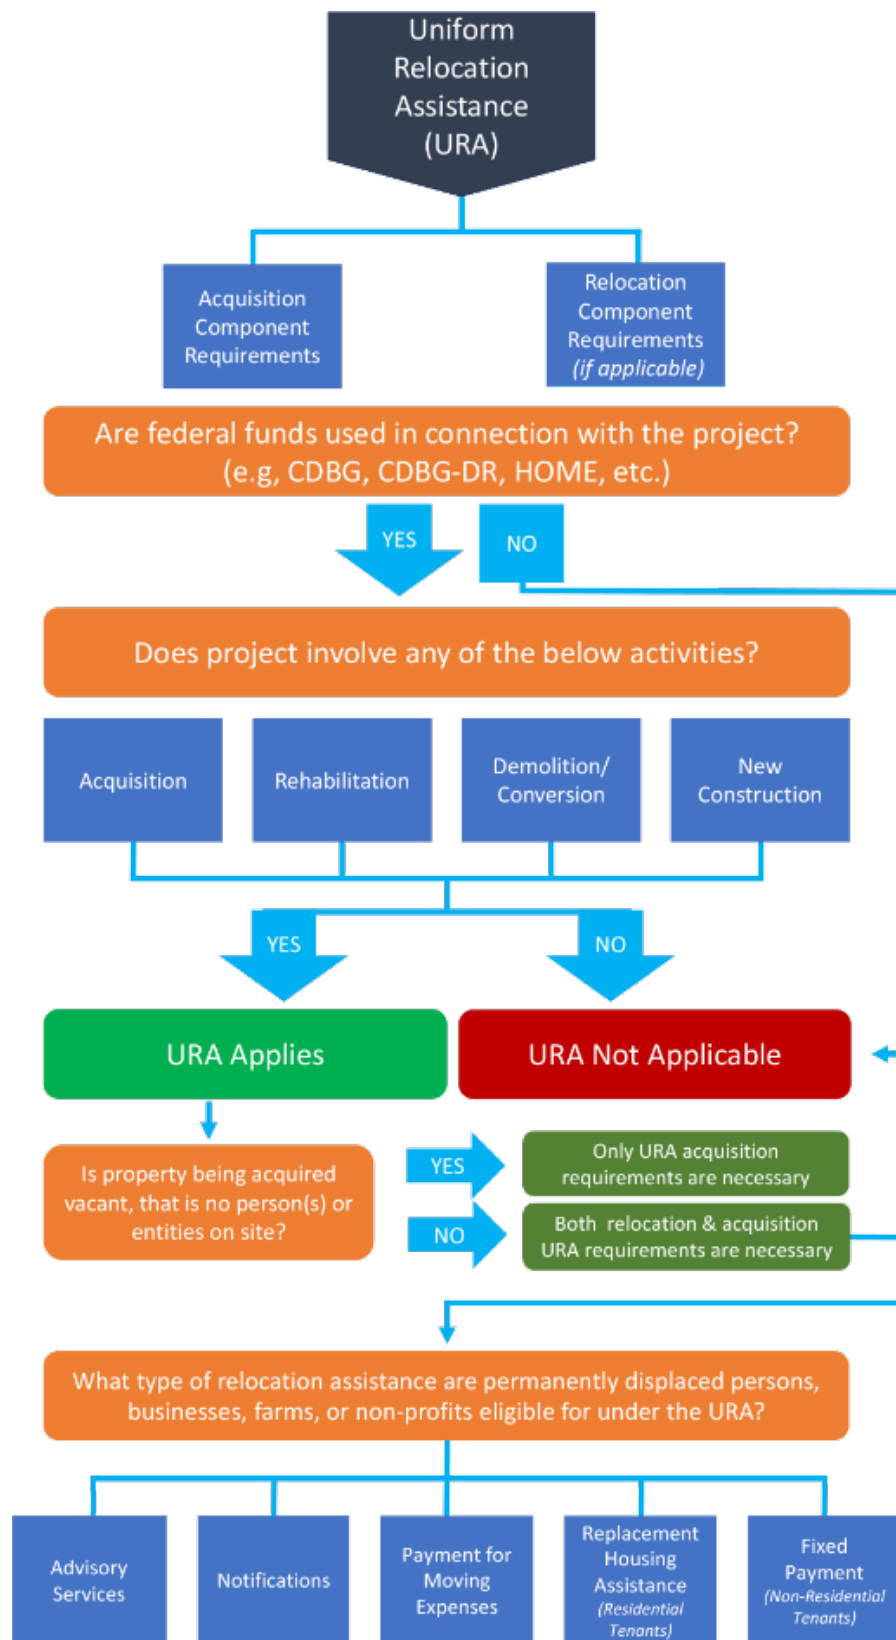 Uniform
Relocation
Assistance
(URA)
Acquisition
Component
Requirements
Relocation
Component
Requirements
(if applicable)
Are federal funds used in connection with the project?
(e.g, CDBG, CDBG-DR, HOME, etc.)
YES
NO
Does project involve any of the below activities?
Acquisition
Rehabilitation
Demolition/
Conversion
New
Construction
YES
NO
URA Applies
URA Not Applicable
Is property being acquired
vacant, that is no person(s) or
entities on site?
YES
Only URA acquisition
requirements are necessary
NO
Both relocation & acquisition
URA requirements are necessary
What type of relocation assistance are permanently displaced persons,
businesses, farms, or non-profits eligible for under the URA?
Advisory
Services
Notifications
Payment for
Moving
Expenses
Replacement
Housing
Assistance
(Residential
Tenants)
Fixed
Payment
(Non-Residential
Tenants)